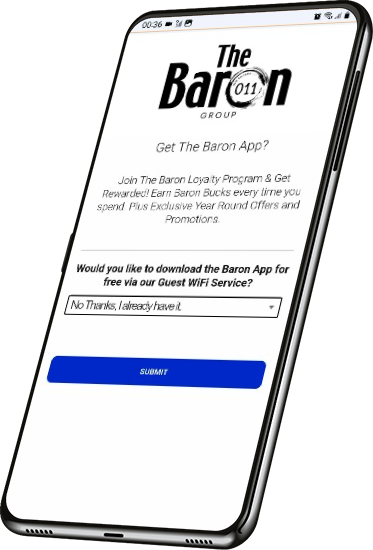 00:36
The
Baron
011
GROUP
Get The Baron App?
Join The Baron Loyalty Program & Get
Rewarded! Earn Baron Bucks every time you
spend. Plus Exclusive Year Round Offers and
Promotions.
Would you like to download the Baron App for
free via our Guest WiFi Service?
No Thanks, I already have it.
SUBMIT